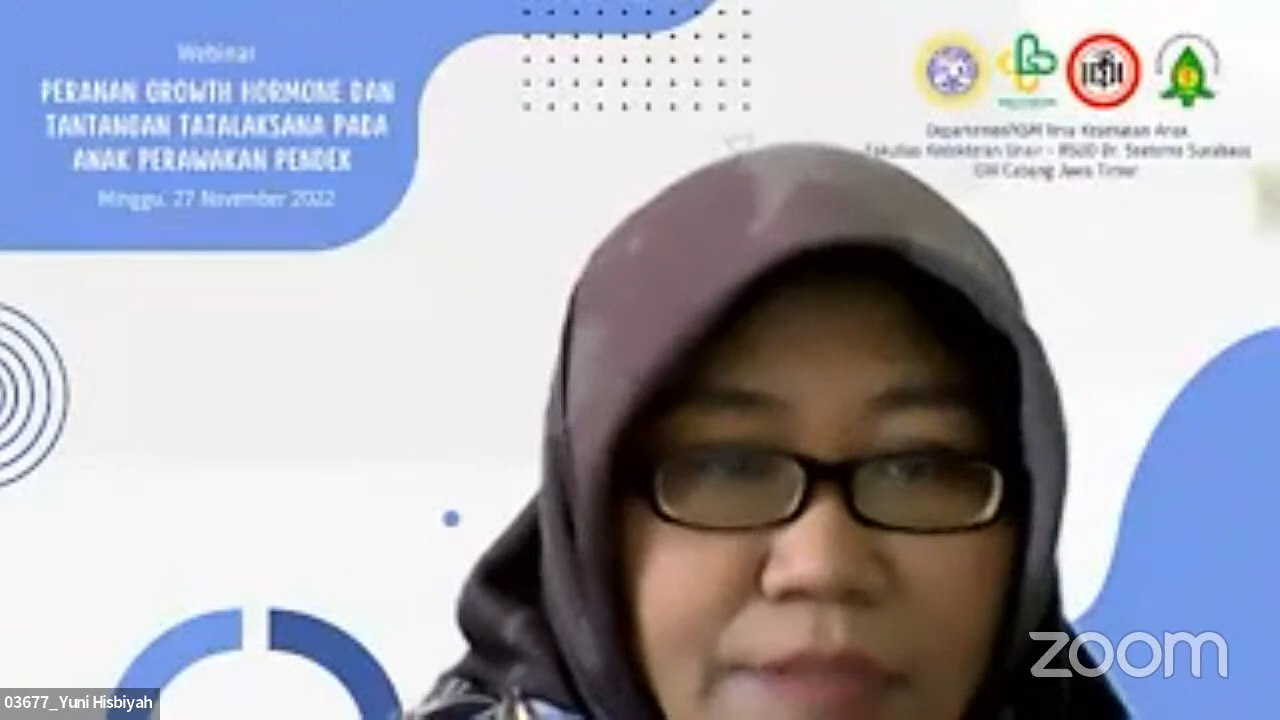 Webinar
PERANAN GROWTH HORMONE DAN
TANTANGAN TATALAKSANA PADA
ANAK PERAWAKAN PENDEK
Minggu, 27 November 2022
Departemen/KSM Ilmu Kesehatan Anak
Fakultas Kedokteran Unair - RSUD Dr. Soetomo Surabaya
IDAI Cabang Jawa Timur
zoom
03677_Yuni Hisbiyah